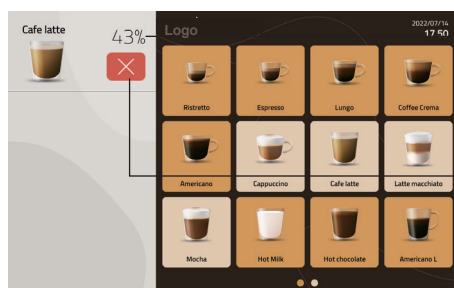 Cafe latte
43%
Logo
2022/07/14
17 50
Ristretto
Espresso
Lungo
Coffee Crema
Americano
Cappuccino
Cafe latte
Latte macchiato
Mocha
Hot Milk
Hot chocolate
Americano L